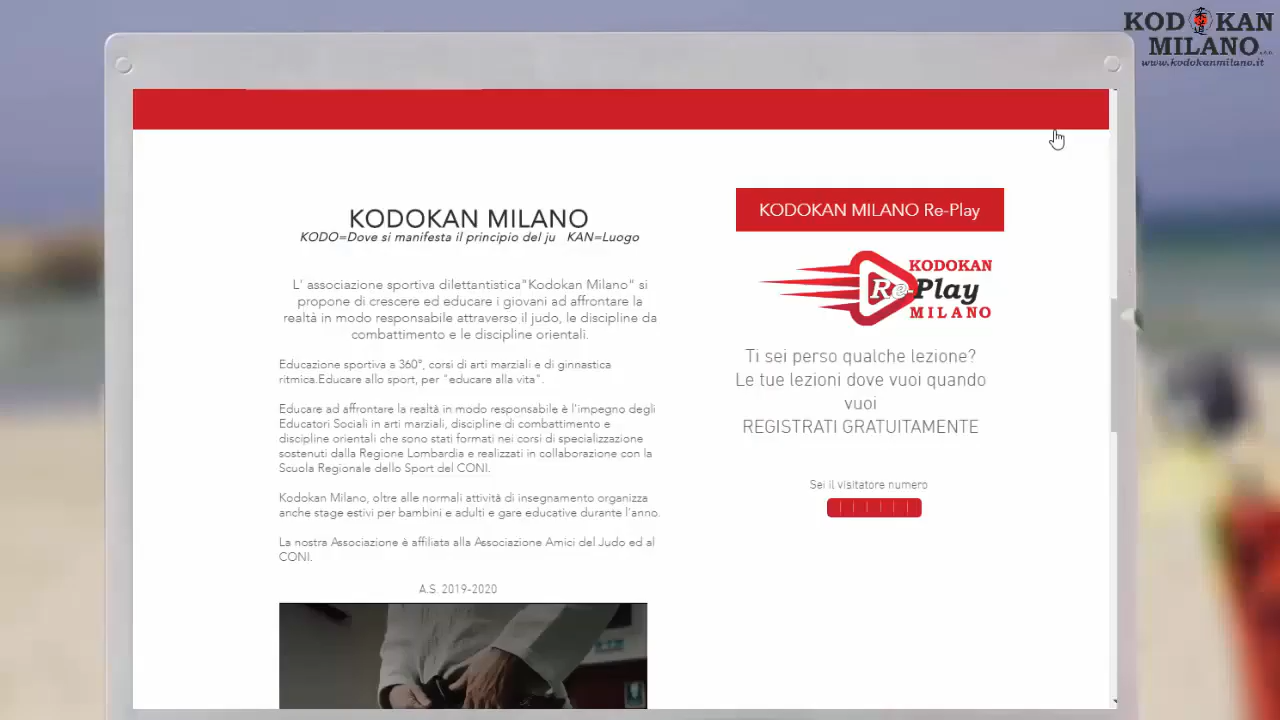 KODOKAN
MILANO s.s.d.
www.kodokanmilano.it
KODOKAN MILANO
KODO=Dove si manifesta il principio del ju KAN=Luogo
L' associazione sportiva dilettantistica"Kodokan Milano" si
propone di crescere ed educare i giovani ad affrontare la
realtà in modo responsabile attraverso il judo, le discipline da
combattimento e le discipline orientali.
Educazione sportiva a 360°, corsi di arti marziali e di ginnastica
ritmica.Educare allo sport, per "educare alla vita".
Educare ad affrontare la realtà in modo responsabile è l'impegno degli
Educatori Sociali in arti marziali, discipline di combattimento e
discipline orientali che sono stati formati nei corsi di specializzazione
sostenuti dalla Regione Lombardia e realizzati in collaborazione con la
Scuola Regionale dello Sport del CONI.
Kodokan Milano, oltre alle normali attività di insegnamento organizza
anche stage estivi per bambini e adulti e gare educative durante l'anno.
La nostra Associazione è affiliata alla Associazione Amici del Judo ed al
CONI.
A.S. 2019-2020
KODOKAN MILANO Re-Play
KODOKAN
Re-Play
MILANO
Ti sei perso qualche lezione?
Le tue lezioni dove vuoi quando
vuoi
REGISTRATI GRATUITAMENTE
Sei il visitatore numero